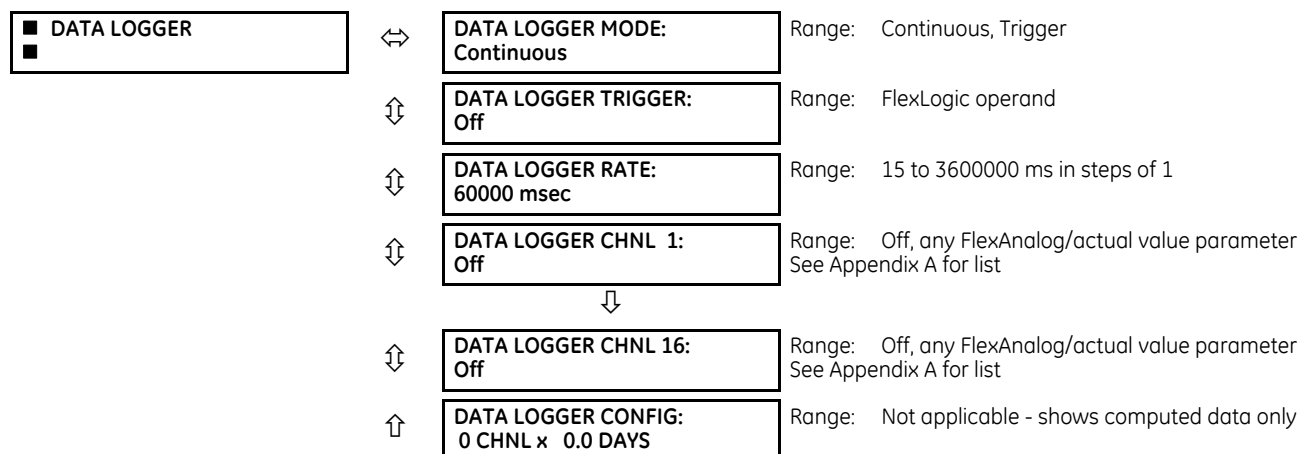 ■ DATA LOGGER
■
DATA LOGGER MODE:
Continuous
Range: Continuous, Trigger
DATA LOGGER TRIGGER:
Off
Range: FlexLogic operand
DATA LOGGER RATE:
60000 msec
Range: 15 to 3600000 ms in steps of 1
DATA LOGGER CHNL 1:
Off
Range: Off, any FlexAnalog/actual value parameter
See Appendix A for list
DATA LOGGER CHNL 16:
Off
Range: Off, any FlexAnalog/actual value parameter
See Appendix A for list
DATA LOGGER CONFIG:
0 CHNL x 0.0 DAYS
Range: Not applicable - shows computed data only